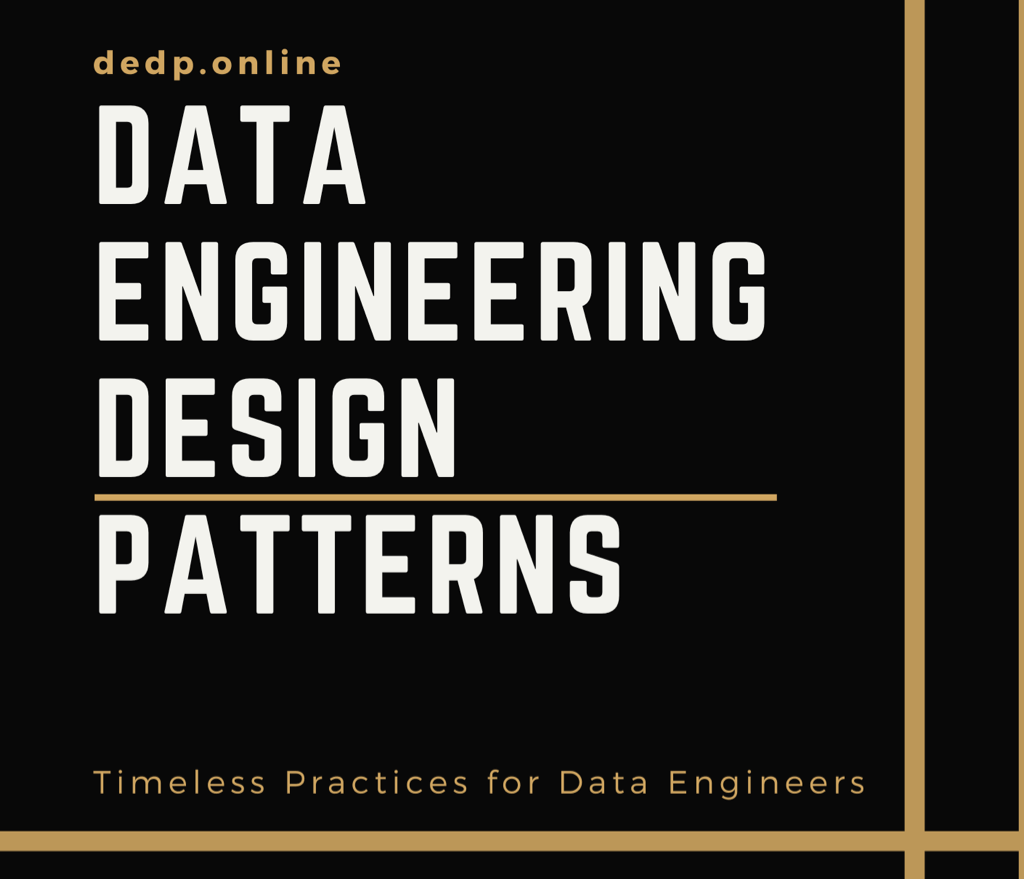 dedp.online
DATA
ENGINEERING
DESIGN
PATTERNS
Timeless Practices for Data Engineers